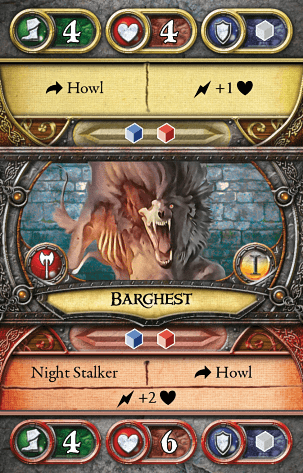 4 4
Howl +1
I
BARGHEST
Night Stalker Howl
+2
4 6